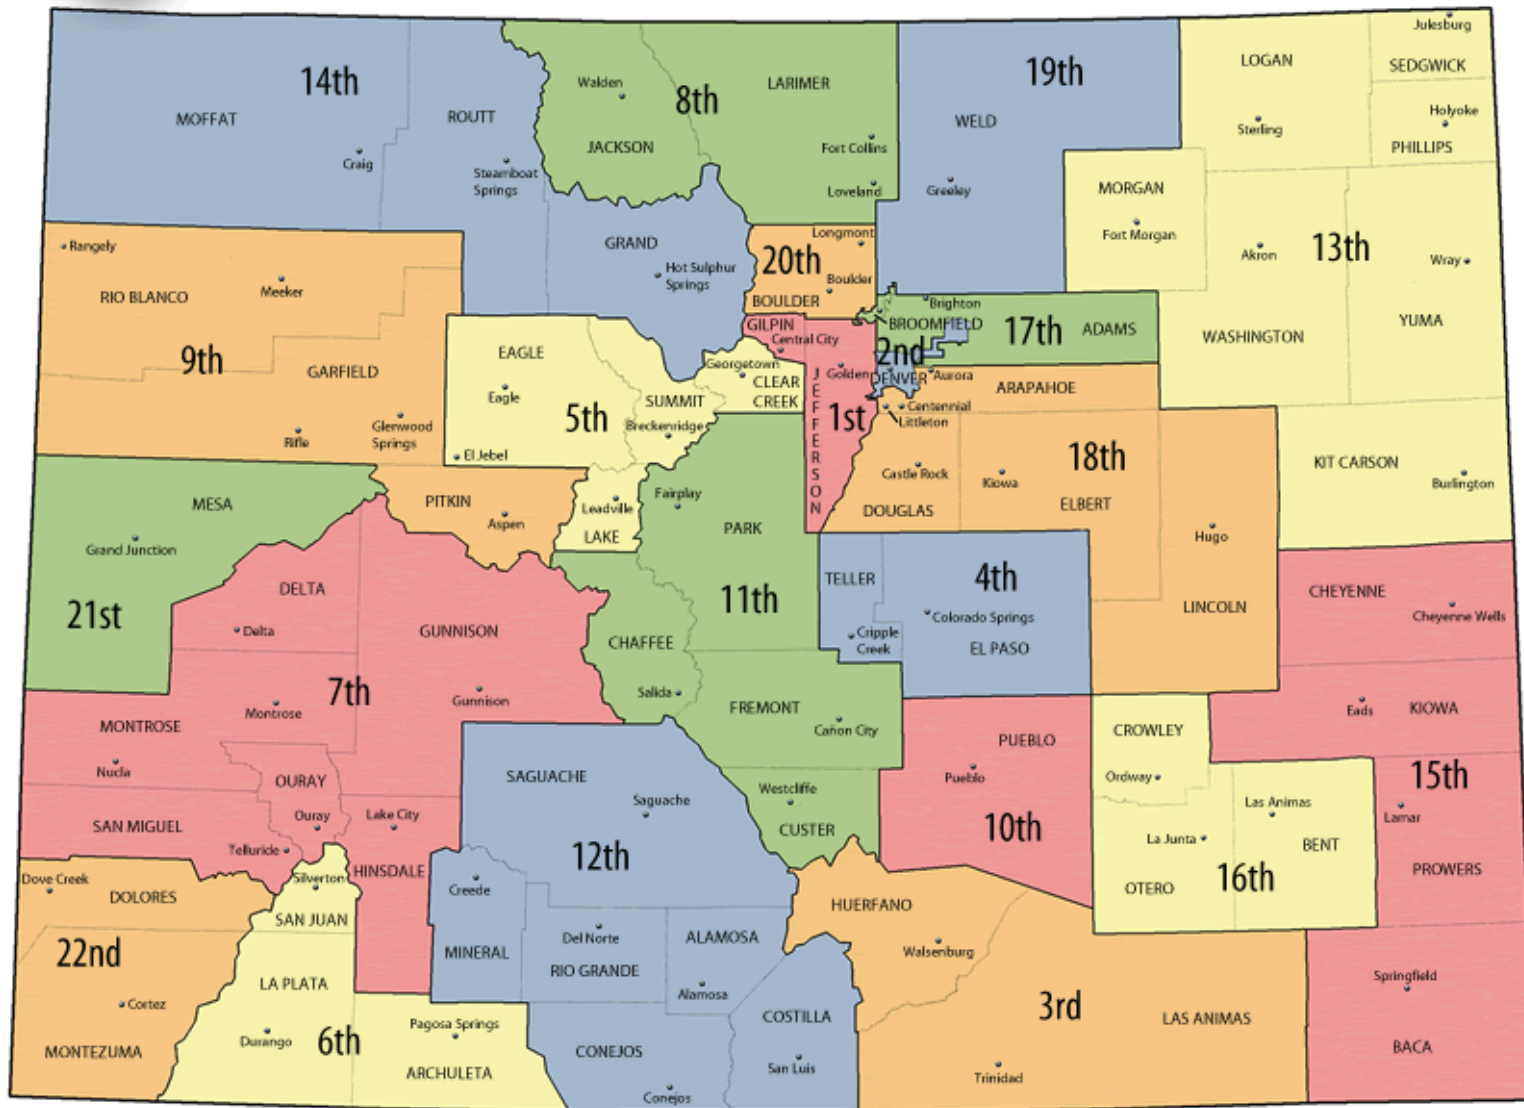 Julesburg
14th
19th
LOGAN
SEDGWICK
Walden
LARIMER
8th
MOFFAT
ROUTT
WELD
Holyoke
Sterling
PHILLIPS
JACKSON
Fort Collins
Craig
Steamboat
Springs
Loveland
Greeley
MORGAN
Fort Morgan
Rangely
GRAND
Longmont
20th
Akron
13th
Wray
Hot Sulphur
Springs
Boulder
RIO BLANCO
Meeker
BOULDER
Brighton
GILPIN
BROOMFIELD
17th
ADAMS
WASHINGTON
YUMA
Central City
9th
EAGLE
2nd
Georgetown
GARFIELD
Golden
DENVER
Aurora
CLEAR
CREEK
ARAPAHOE
Eagle
SUMMIT
JEFFERSON
Centennial
5th
1st
Littleton
Breckenridge
Glenwood
Springs
Rifle
El Jebel
18th
KIT CARSON
Castle Rock
Kiowa
Burlington
MESA
PITKIN
Fairplay
Leadville
DOUGLAS
ELBERT
Aspen
PARK
LAKE
Hugo
Grand Junction
TELLER
4th
DELTA
11th
CHEYENNE
21st
LINCOLN
Cheyenne Wells
Colorado Springs
Delta
GUNNISON
CHAFFEE
Cripple
Creek
EL PASO
7th
Gunnison
Salida
MONTROSE
Montrose
FREMONT
Cañon City
Eads
KIOWA
CROWLEY
PUEBLO
Nucla
OURAY
SAGUACHE
Pueblo
Ordway
15th
Westcliffe
Saguache
Las Animas
SAN MIGUEL
Ouray
Lake City
CUSTER
10th
Lamar
La Junta
BENT
Telluride
12th
HINSDALE
PROWERS
Dove Creek
Silverton
Creede
OTERO
16th
DOLORES
SAN JUAN
HUERFANO
22nd
MINERAL
Del Norte
ALAMOSA
Walsenburg
RIO GRANDE
LA PLATA
Alamosa
Springfield
Cortez
3rd
COSTILLA
LAS ANIMAS
Pagosa Springs
Durango
6th
MONTEZUMA
CONEJOS
BACA
ARCHULETA
San Luis
Trinidad
Conejos